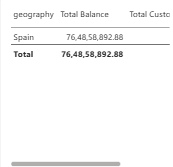 geography Total Balance Total Custo
Spain 76,48,58,892.88
Total 76,48,58,892.88